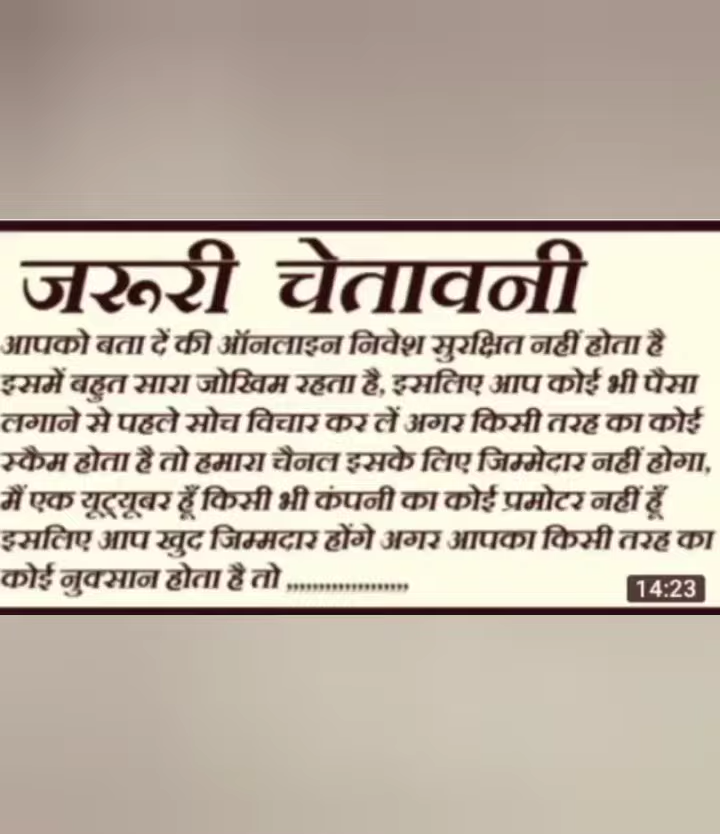 जरूरी चेतावनी
आपको बता दें की ऑनलाइन निवेश सुरक्षित नहीं होता है
इसमें बहुत सारा जोखिम रहता है, इसलिए आप कोई भी पैसा
लगाने से पहले सोच विचार कर लें अगर किसी तरह का कोई
स्कैम होता है तो हमारा चैनल इसके लिए जिम्मेदार नहीं होगा,
मैं एक यूट्यूबर हूँ किसी भी कंपनी का कोई प्रमोटर नहीं हूँ
इसलिए आप खुद जिम्मदार होंगे अगर आपका किसी तरह का
कोई नुक्सान होता है तो ,,,,,,,,,,,,,,,,,,,
14:23